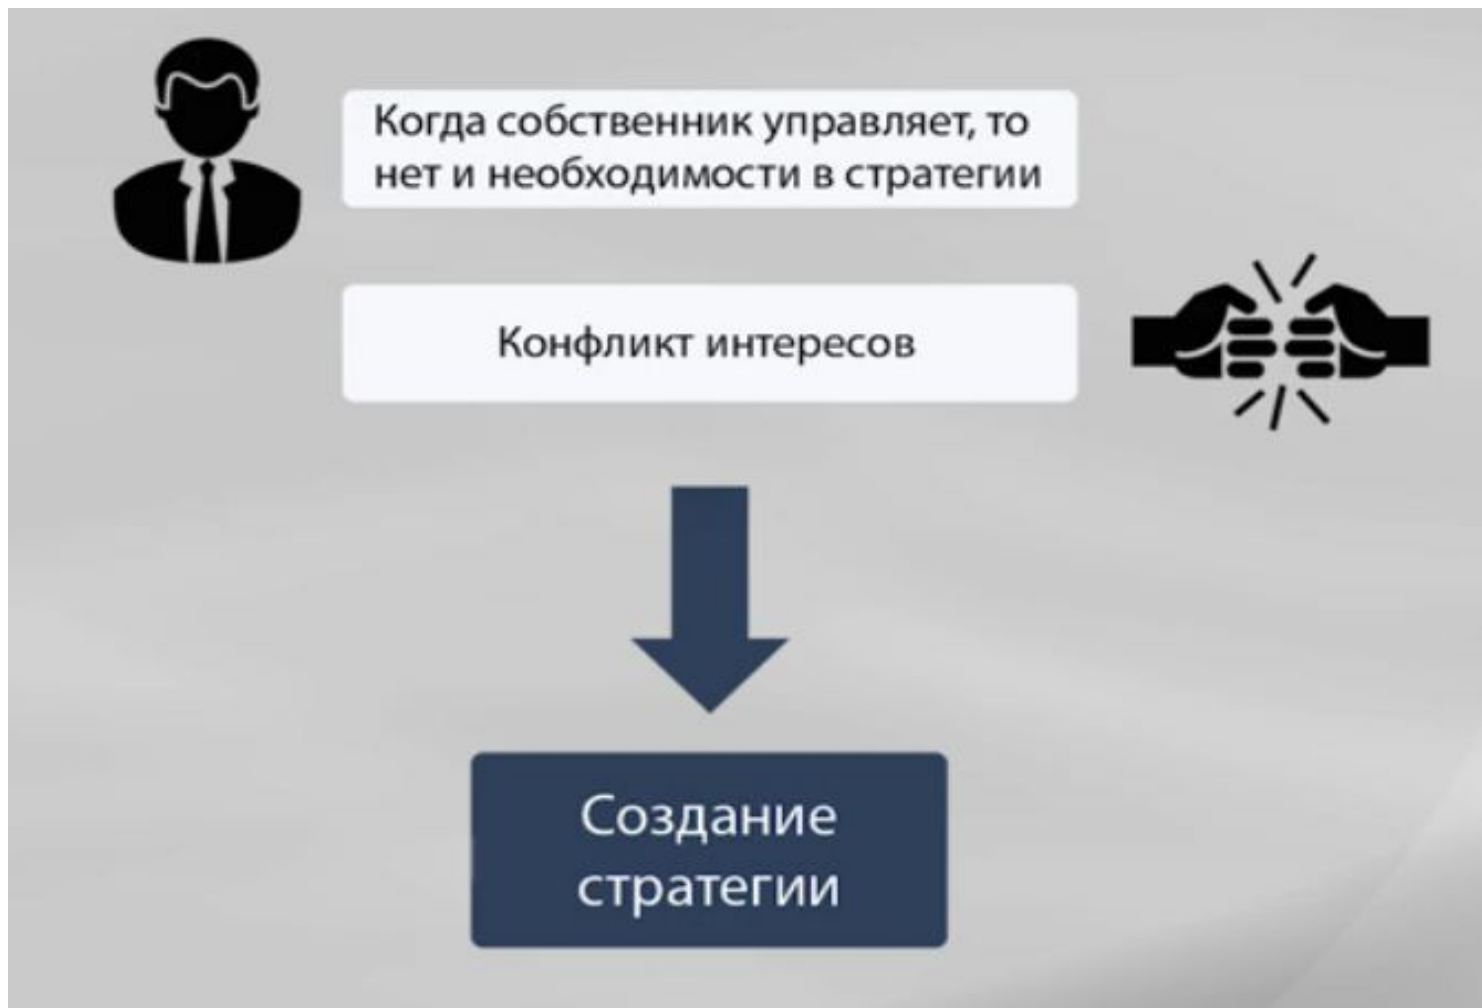 Когда собственник управляет, то
нет и необходимости в стратегии
Конфликт интересов
Создание
стратегии